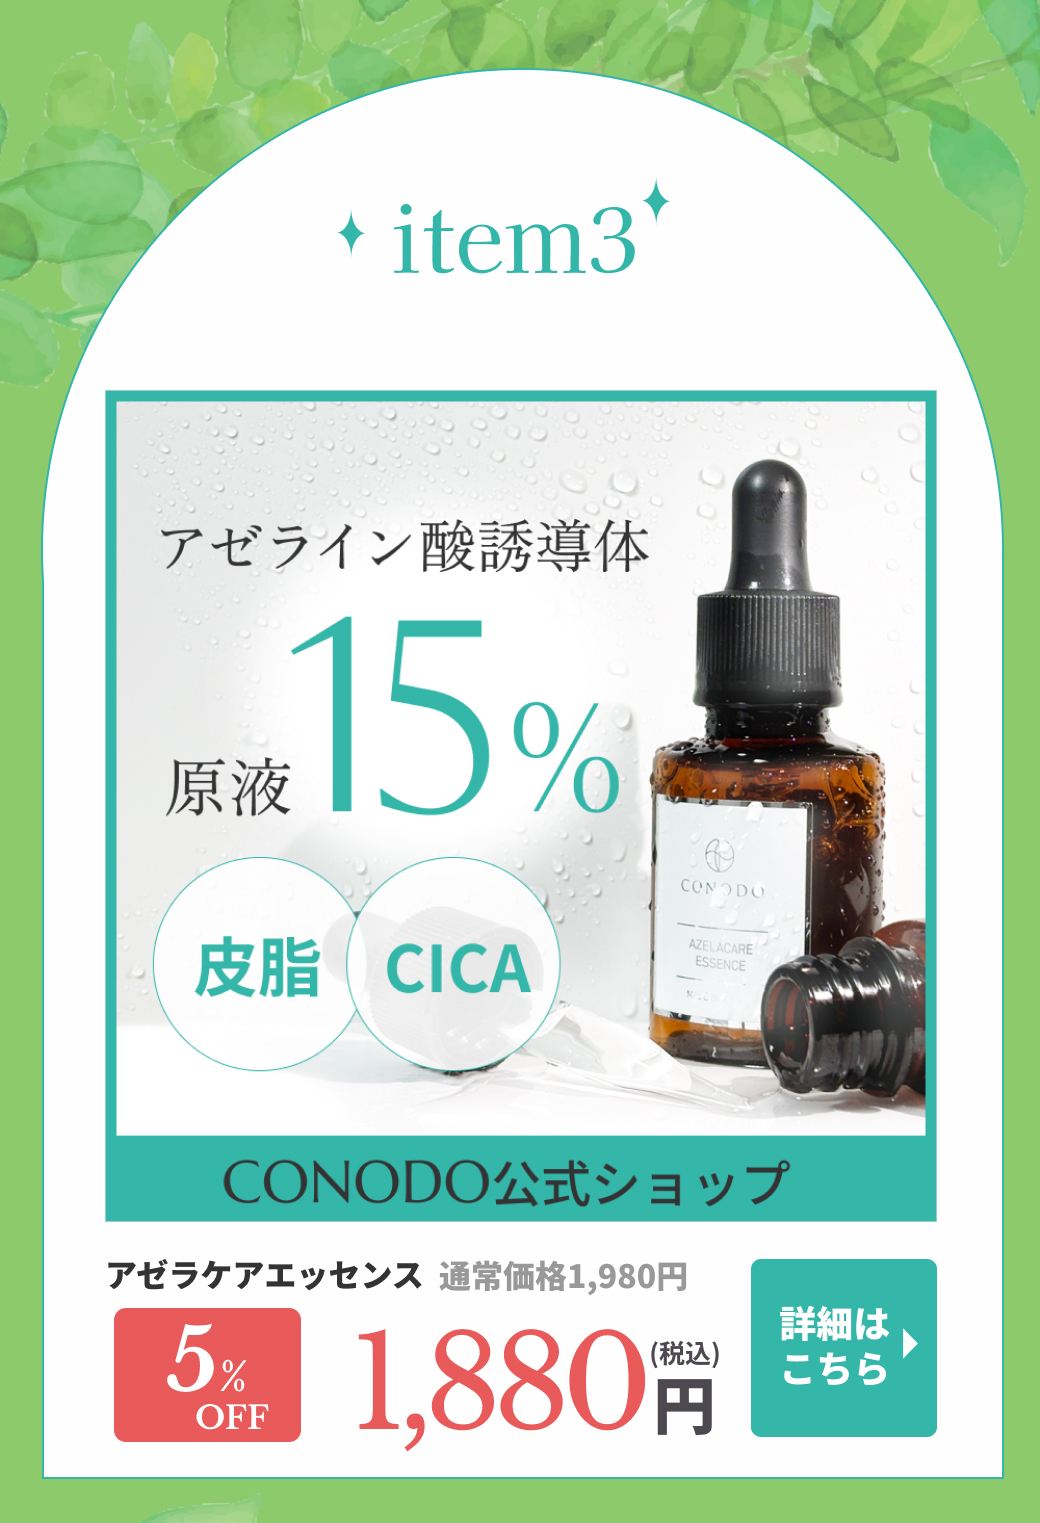 item3
アゼライン酸誘導体
原液 15%
皮脂 CICA
CONODO
AZELACARE
ESSENCE
CONODO公式ショップ
アゼラケアエッセンス 通常価格1,980円
5%
OFF
1,880円(税込)
詳細は
こちら